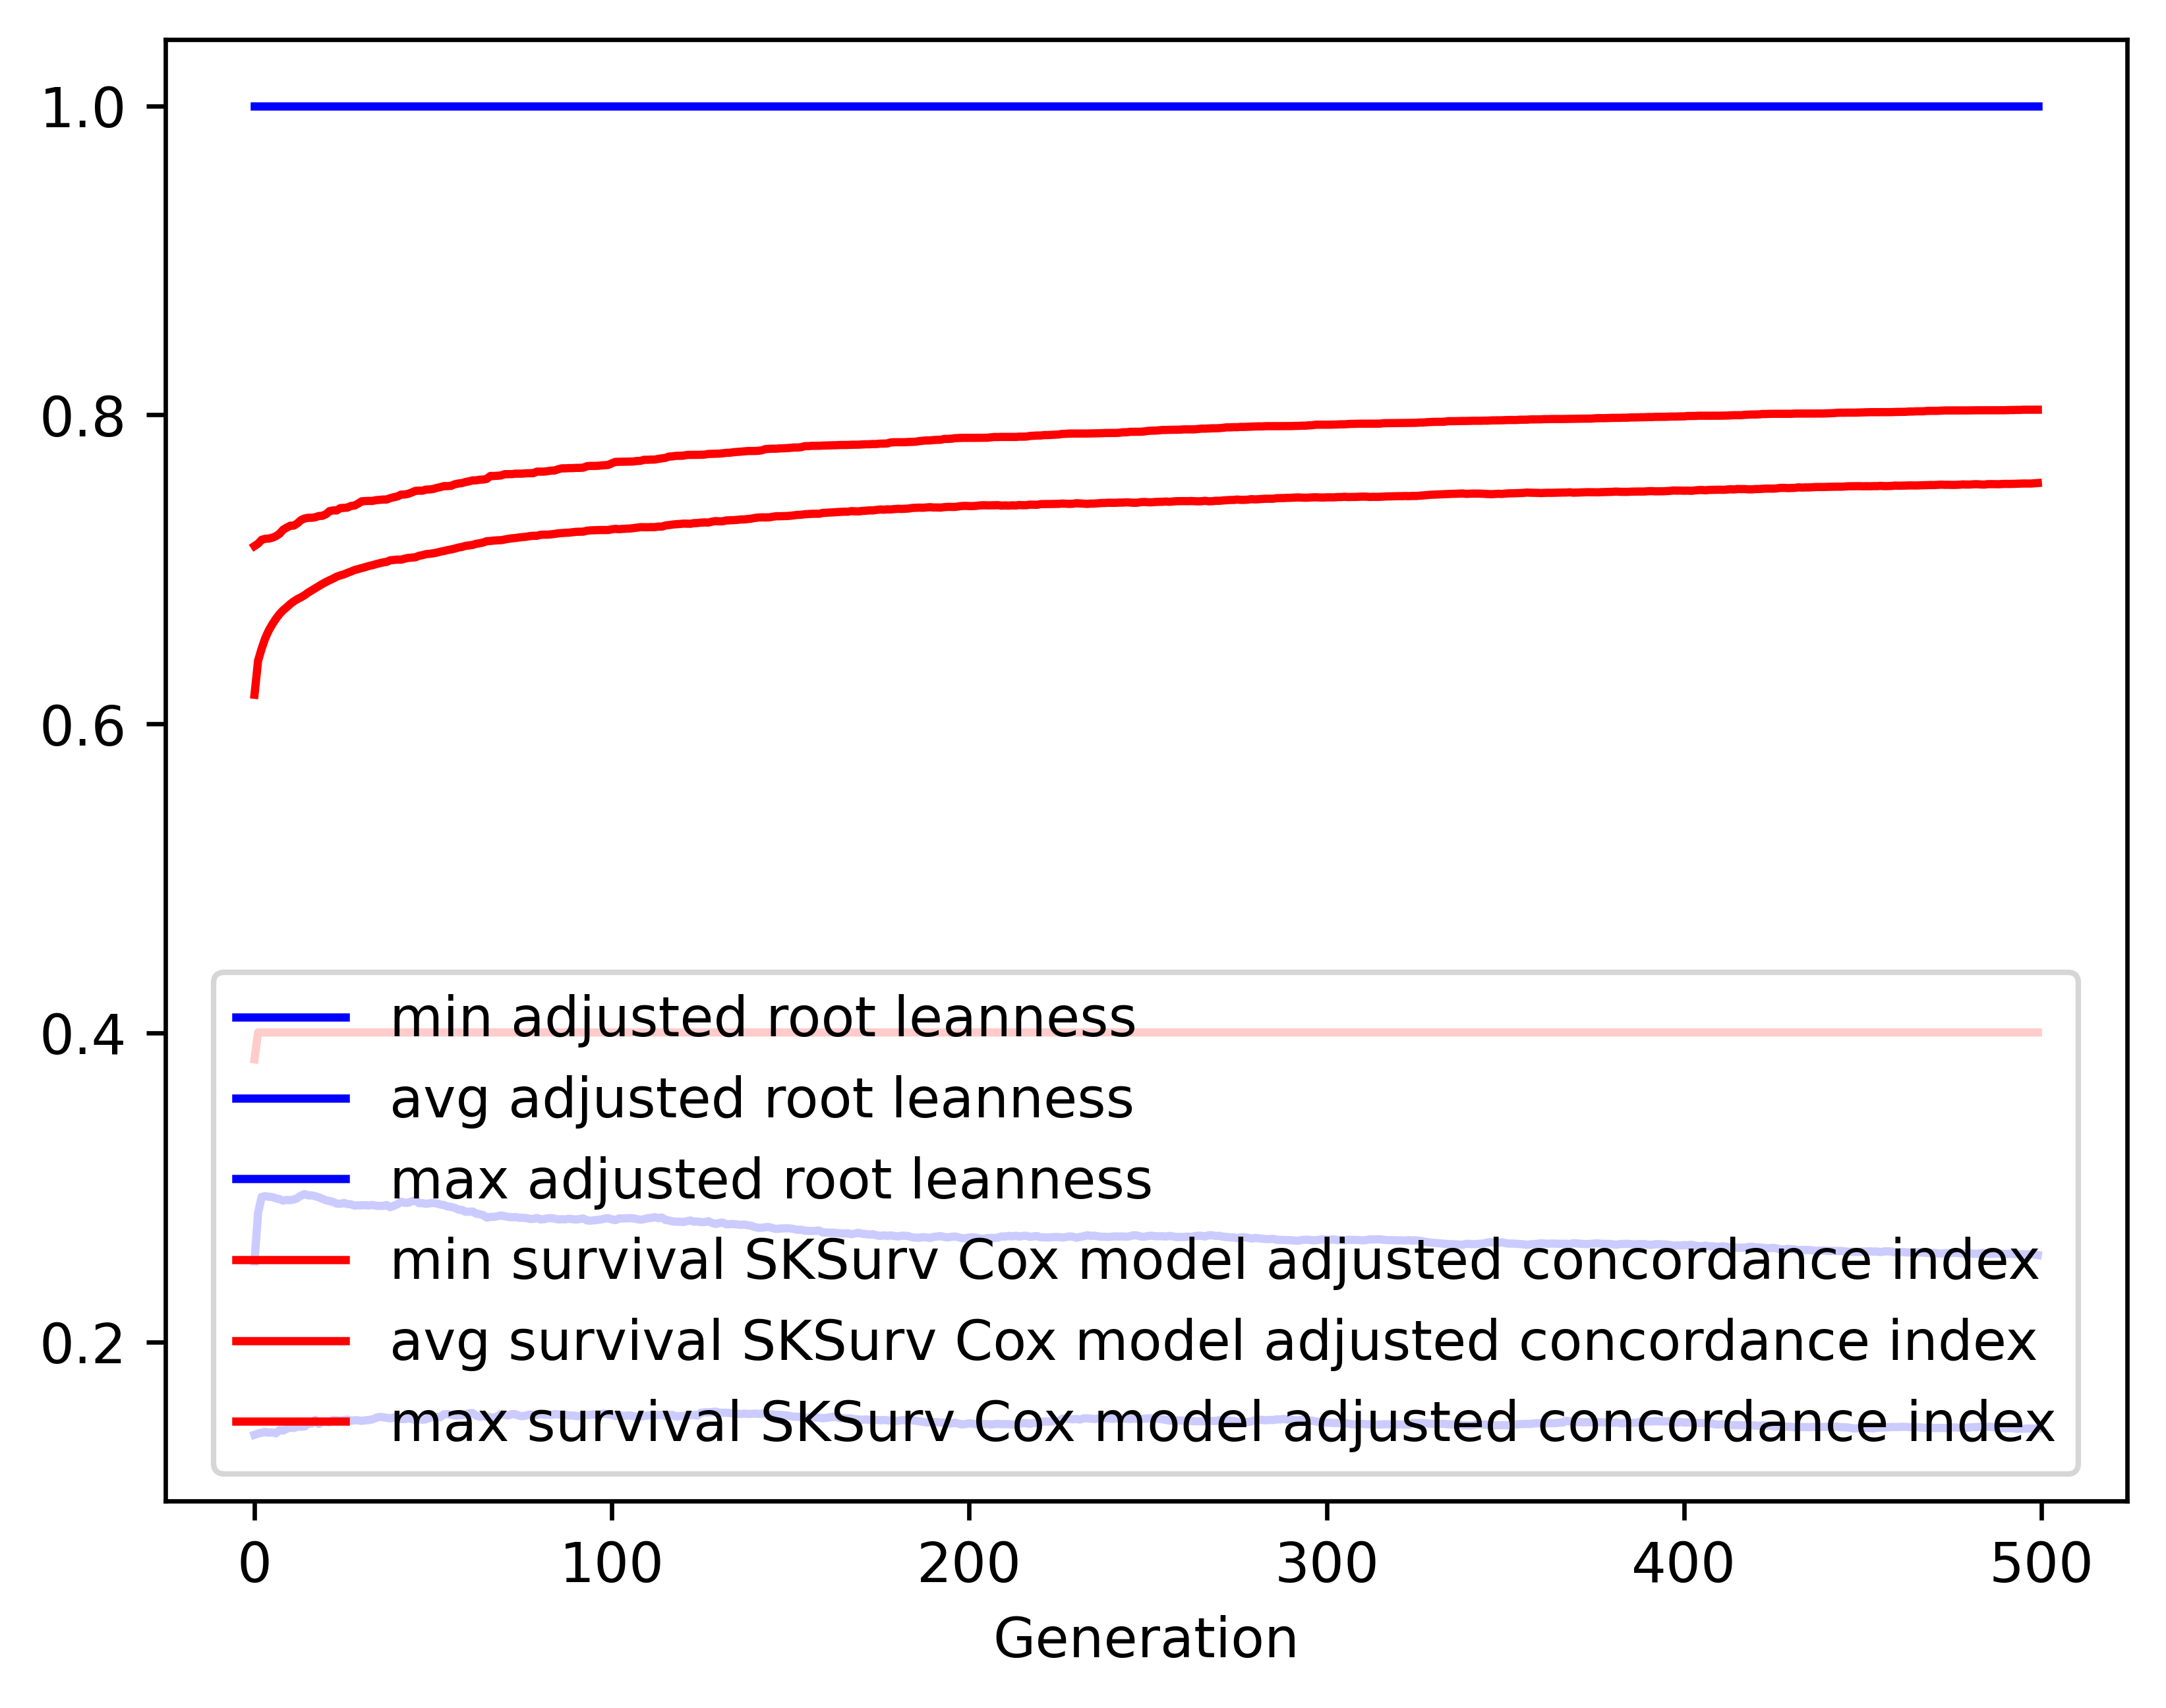 1.0
0.8
0.6
0.4
0.2
min adjusted root leanness
avg adjusted root leanness
max adjusted root leanness
min survival SKSurv Cox model adjusted concordance index
avg survival SKSurv Cox model adjusted concordance index
max survival SKSurv Cox model adjusted concordance index
0 100 200 300 400 500
Generation